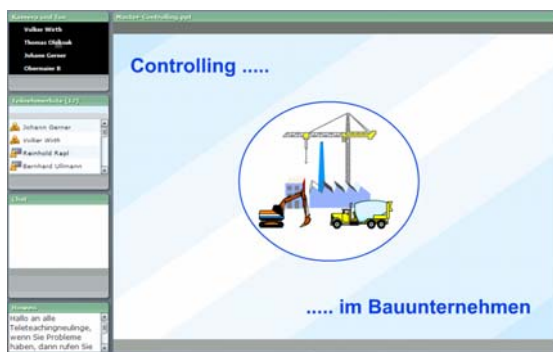 Kamera und Ton
Volker Wirth
Thomas
Johann Gerner
Obermaier B
Teilnehmerliste (17)
Johann Gerner
Volker Wirth
Reinhold Rapl
Bernhard Ullmann
Chat
Hinweis
Hallo an alle
Teleteachingneulinge,
wenn Sie Probleme
haben, dann rufen Sie
Master-Controlling.ppt
Controlling .....
..... im Bauunternehmen